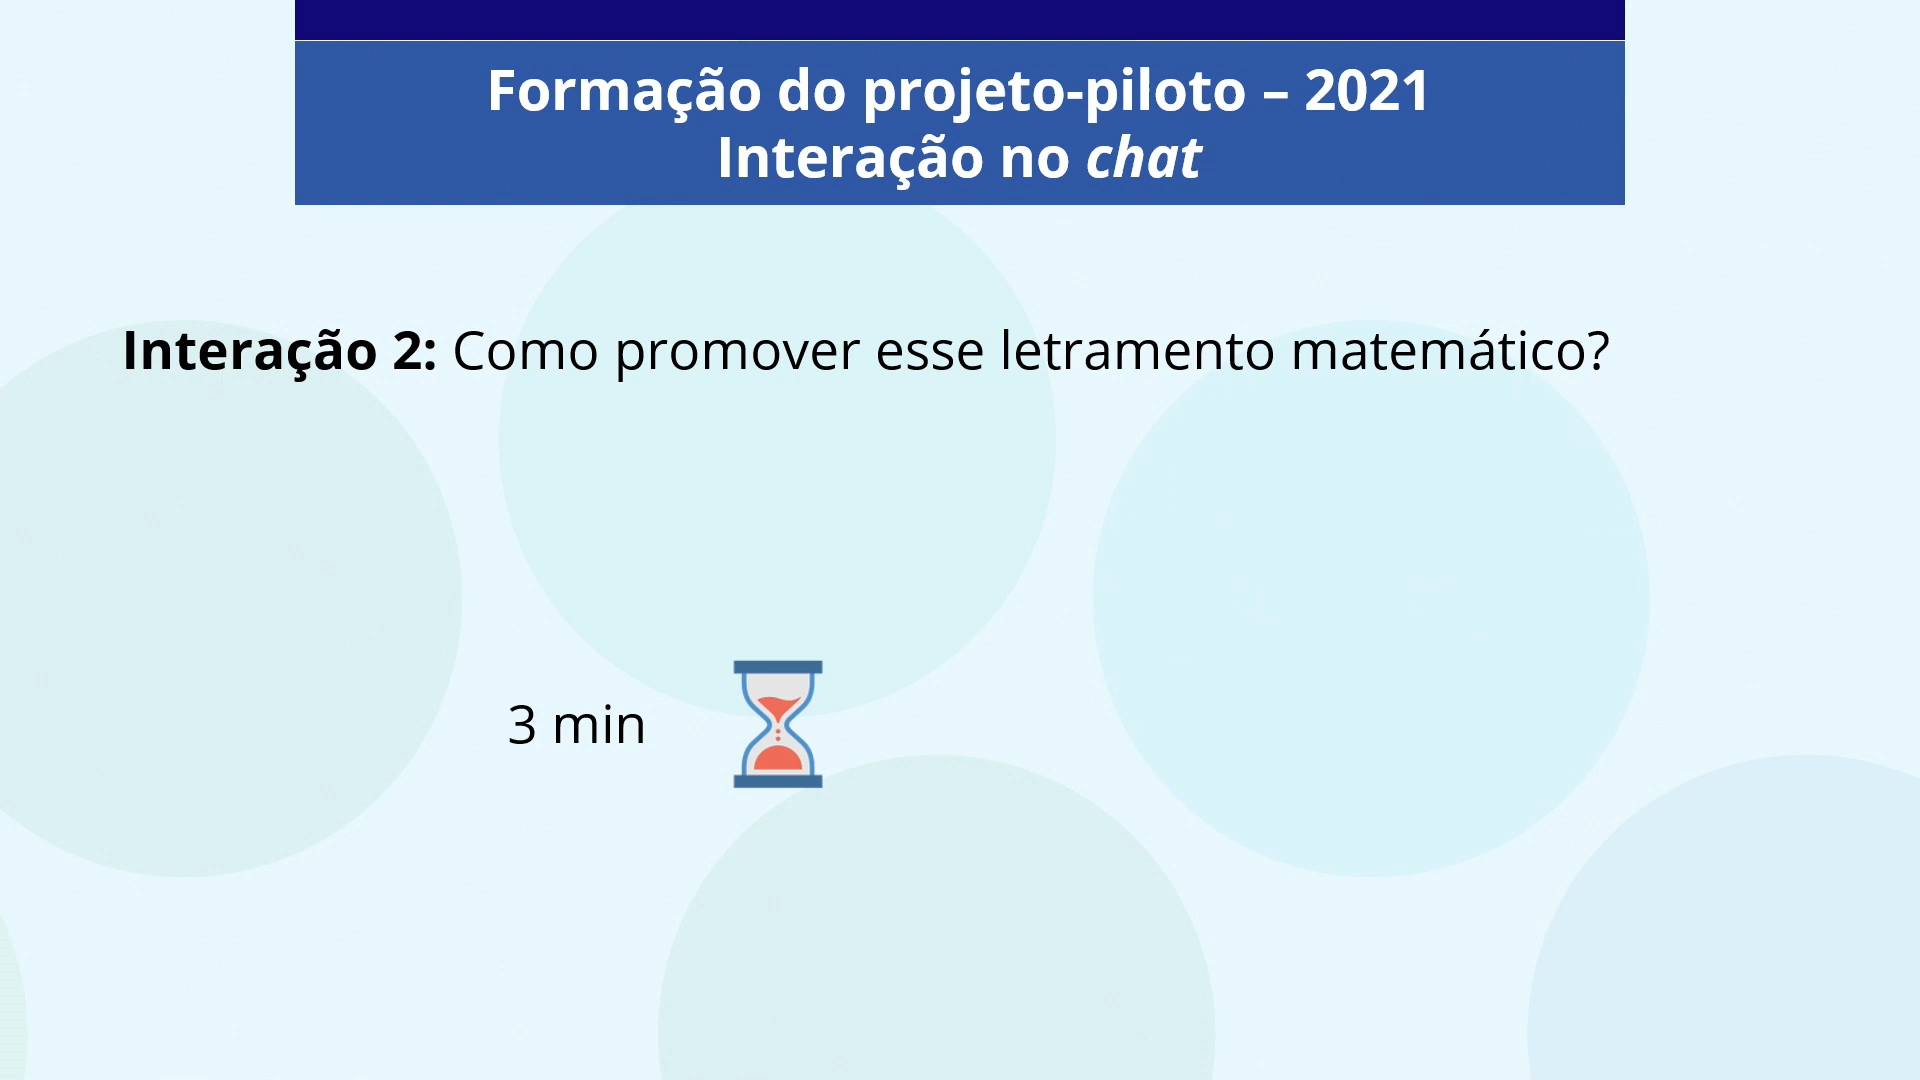 Formação do projeto-piloto – 2021
Interação no chat
Interação 2: Como promover esse letramento matemático?
3 min